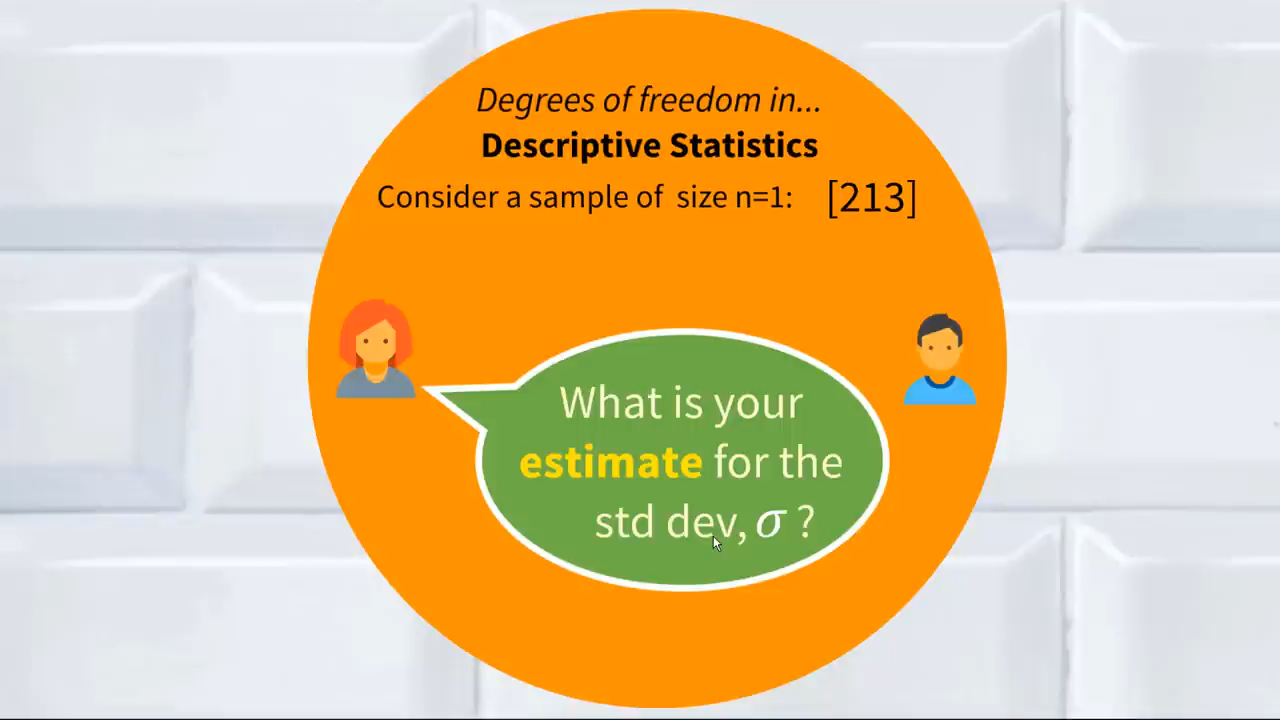 Degrees of freedom in...
Descriptive Statistics
Consider a sample of size n=1: [213]
What is your
estimate for the
std dev, σ ?